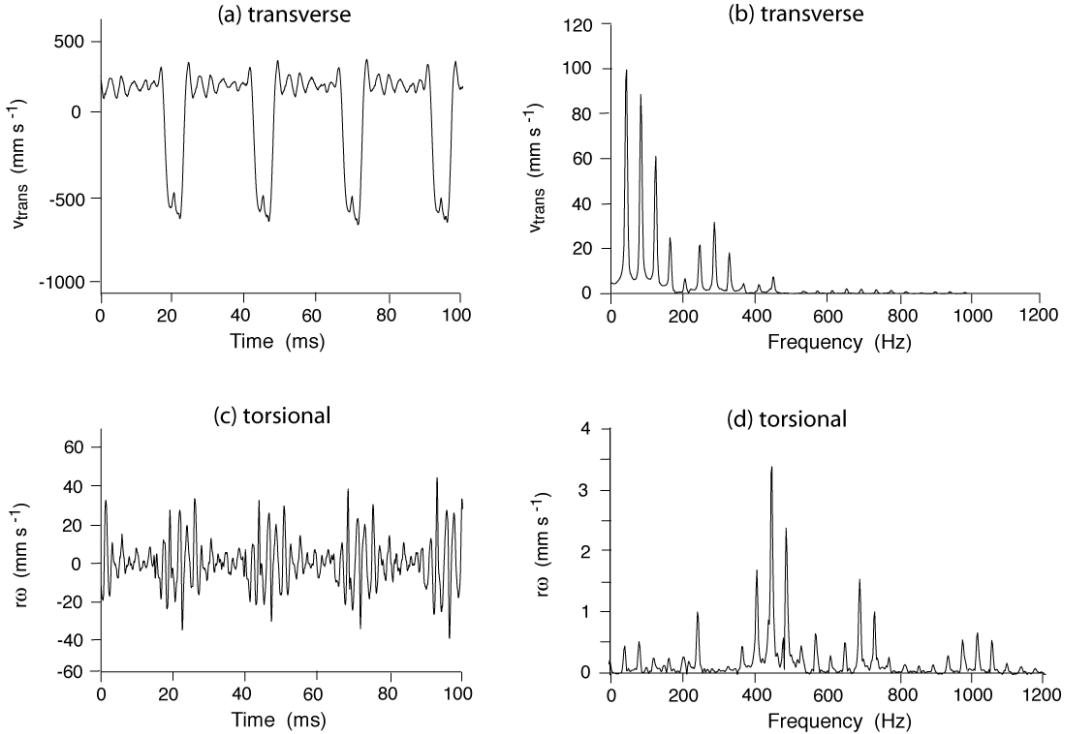 (a) transverse
500
0
-500
-1000
v_trans (mm s⁻¹)
0 20 40 60 80 100
Time (ms)
(b) transverse
120
100
80
60
40
20
0
v_trans (mm s⁻¹)
0 200 400 600 800 1000 1200
Frequency (Hz)
(c) torsional
60
40
20
0
-20
-40
-60
rω (mm s⁻¹)
0 20 40 60 80 100
Time (ms)
(d) torsional
4
3
2
1
0
rω (mm s⁻¹)
0 200 400 600 800 1000 1200
Frequency (Hz)